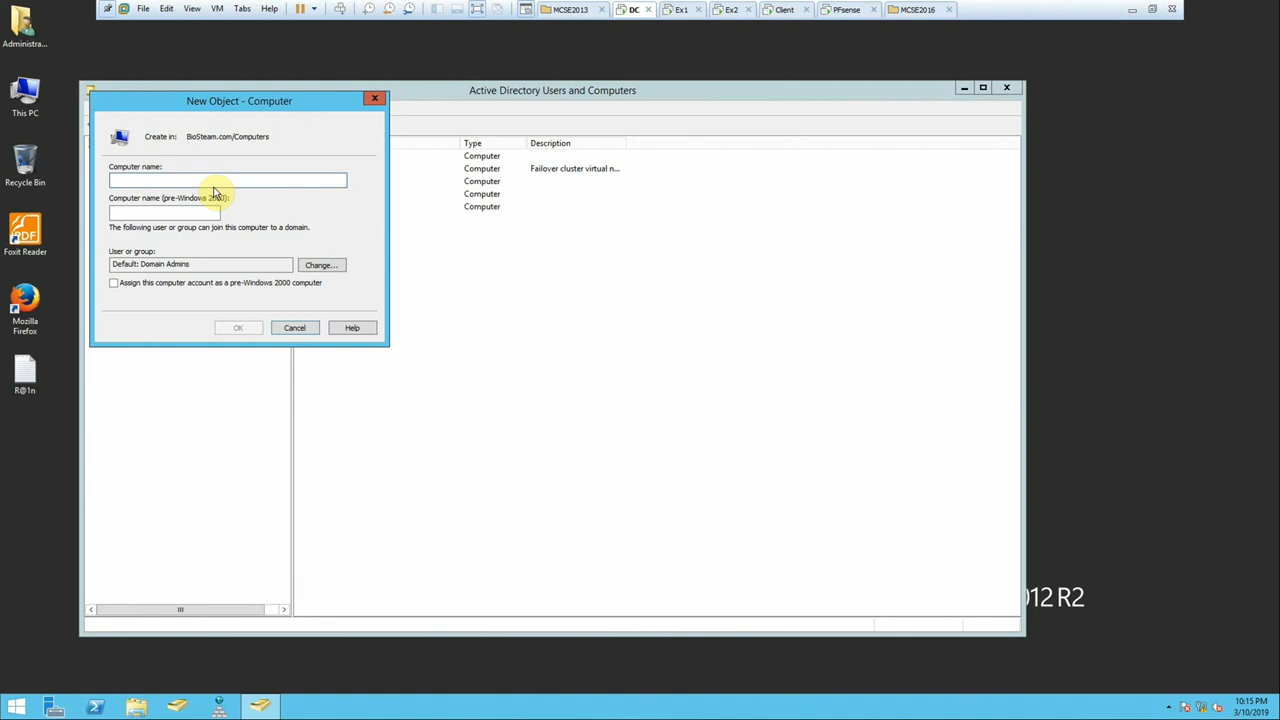 File Edit View VM Tabs Help
MCSE2013 DC Ex1 Ex2 Client PFsense MCSE2016
Administra...
This PC
Recycle Bin
Foxit Reader
Mozilla
Firefox
R@1n
Active Directory Users and Computers
New Object - Computer
Create in: BioSteam.com/Computers
Computer name:
Computer name (pre-Windows 2000):
The following user or group can join this computer to a domain.
User or group:
Default: Domain Admins
Change...
Assign this computer account as a pre-Windows 2000 computer
OK Cancel Help
Type Description
Computer
Computer Failover cluster virtual n...
Computer
Computer
Computer
012 R2
10:15 PM
3/10/2019